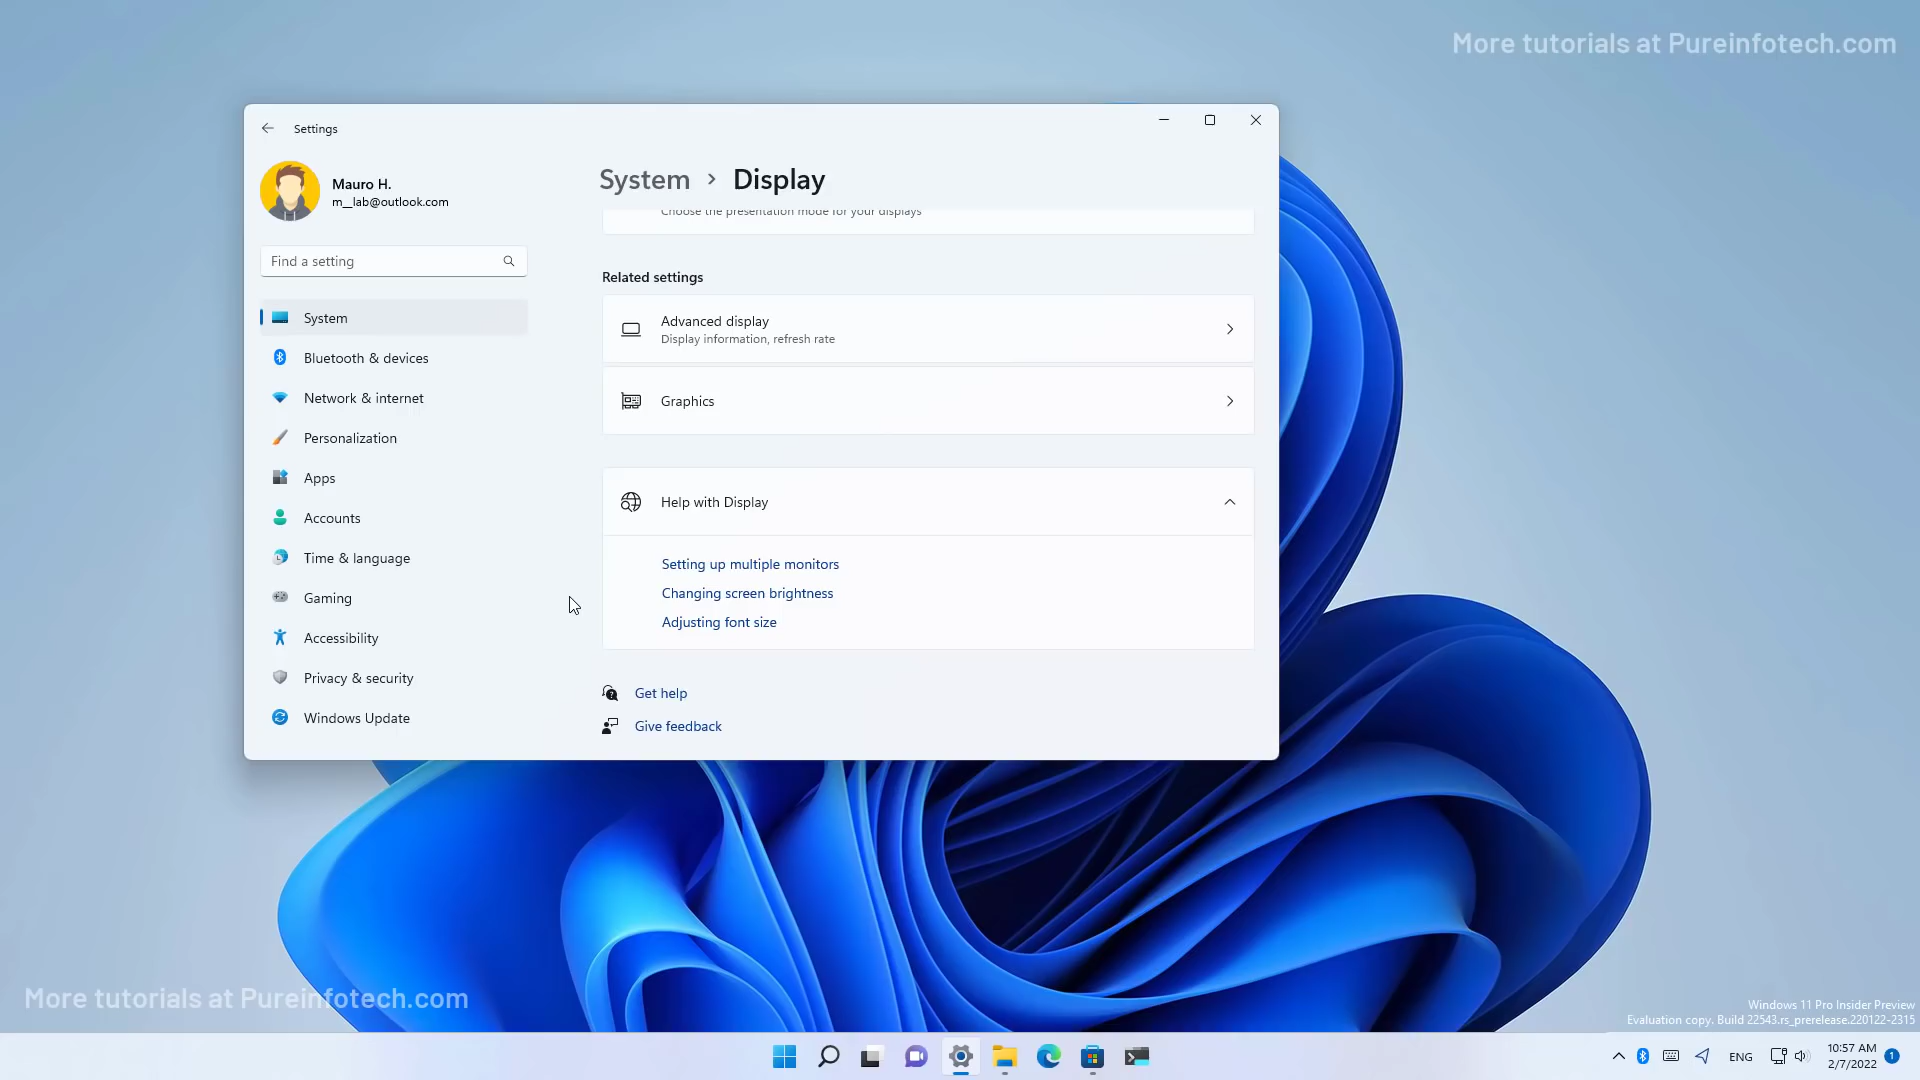 More tutorials at Pureinfotech.com
Settings
Mauro H.
m__lab@outlook.com
Find a setting
System
Bluetooth & devices
Network & internet
Personalization
Apps
Accounts
Time & language
Gaming
Accessibility
Privacy & security
Windows Update
System > Display
Choose the presentation mode for your displays
Related settings
Advanced display
Display information, refresh rate
Graphics
Help with Display
Setting up multiple monitors
Changing screen brightness
Adjusting font size
Get help
Give feedback
More tutorials at Pureinfotech.com
Windows 11 Pro Insider Preview
Evaluation copy. Build 22543.rs_prerelease.220122-2315
ENG
10:57 AM
2/7/2022
1